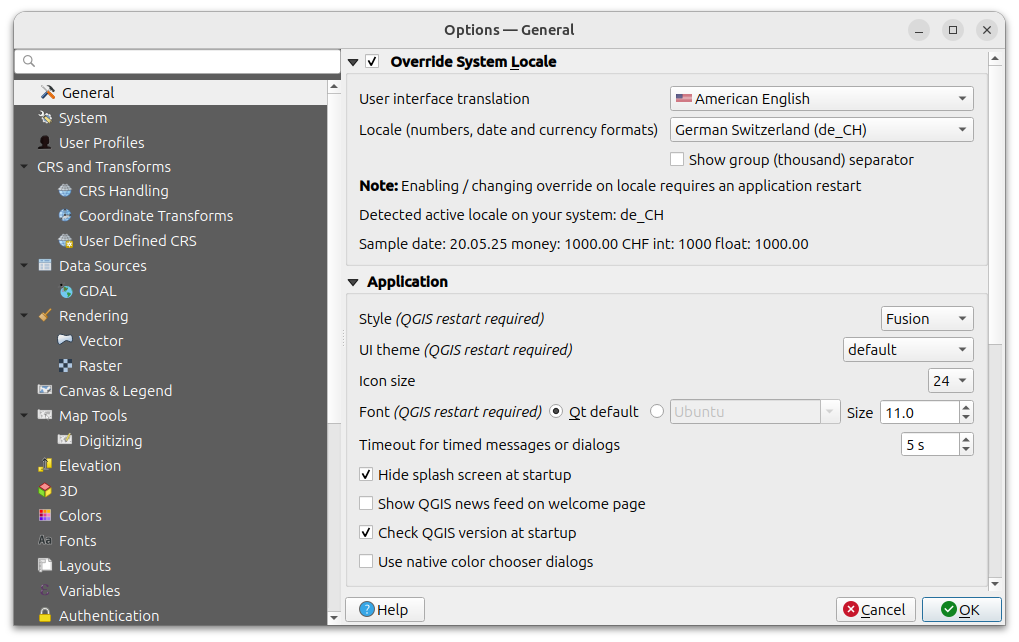 Options — General
General
System
User Profiles
CRS and Transforms
CRS Handling
Coordinate Transforms
User Defined CRS
Data Sources
GDAL
Rendering
Vector
Raster
Canvas & Legend
Map Tools
Digitizing
Elevation
3D
Colors
Fonts
Layouts
Variables
Authentication
Override System Locale
User interface translation American English
Locale (numbers, date and currency formats) German Switzerland (de_CH)
Show group (thousand) separator
Note: Enabling / changing override on locale requires an application restart
Detected active locale on your system: de_CH
Sample date: 20.05.25 money: 1000.00 CHF int: 1000 float: 1000.00
Application
Style (QGIS restart required) Fusion
UI theme (QGIS restart required) default
Icon size 24
Font (QGIS restart required) Qt default Ubuntu Size 11.0
Timeout for timed messages or dialogs 5 s
Hide splash screen at startup
Show QGIS news feed on welcome page
Check QGIS version at startup
Use native color chooser dialogs
Help Cancel OK